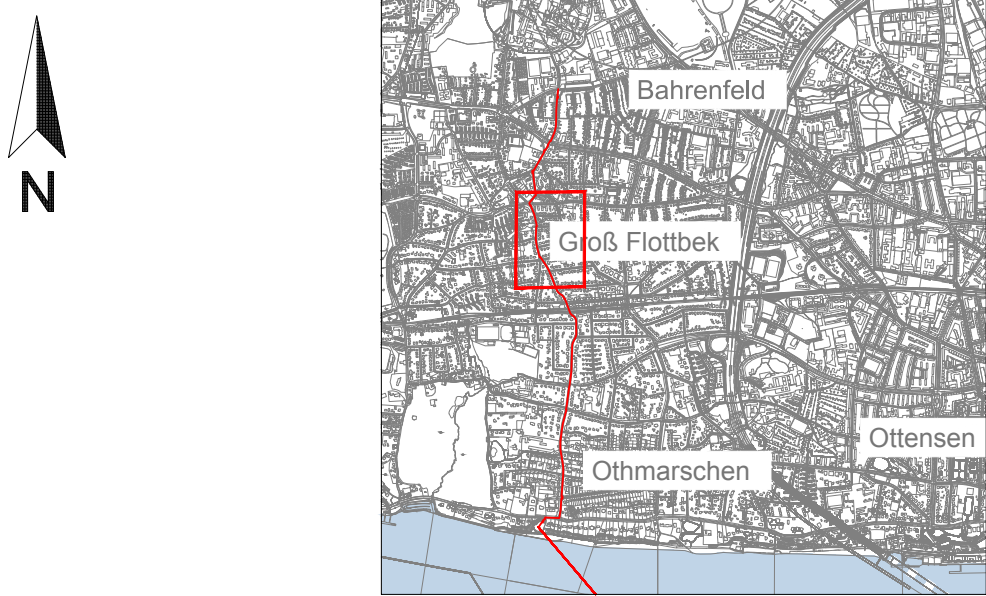 N
Bahrenfeld
Groß Flottbek
Ottensen
Othmarschen